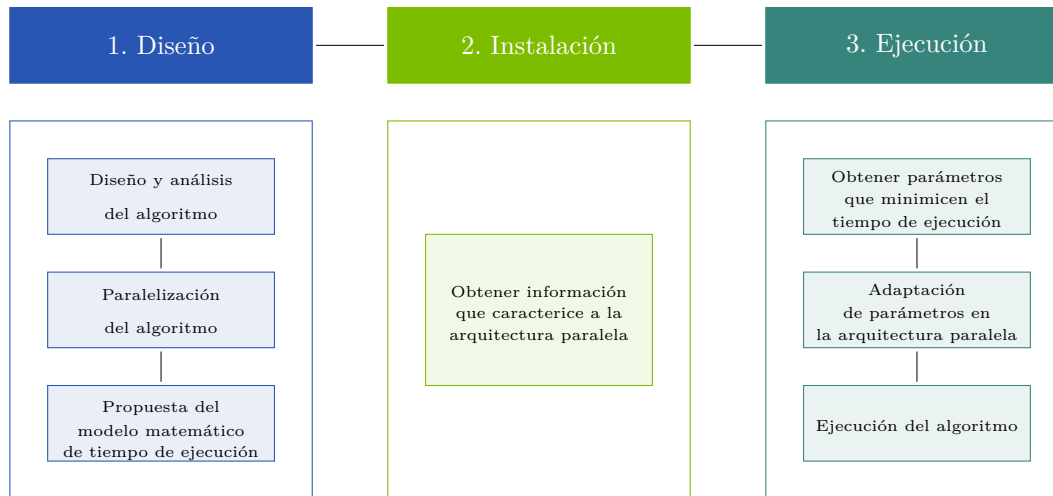 1. Diseño
2. Instalación
3. Ejecución
Diseño y análisis
del algoritmo
Paralelización
del algoritmo
Propuesta del
modelo matemático
de tiempo de ejecución
Obtener información
que caracterice a la
arquitectura paralela
Obtener parámetros
que minimicen el
tiempo de ejecución
Adaptación
de parámetros en
la arquitectura paralela
Ejecución del algoritmo